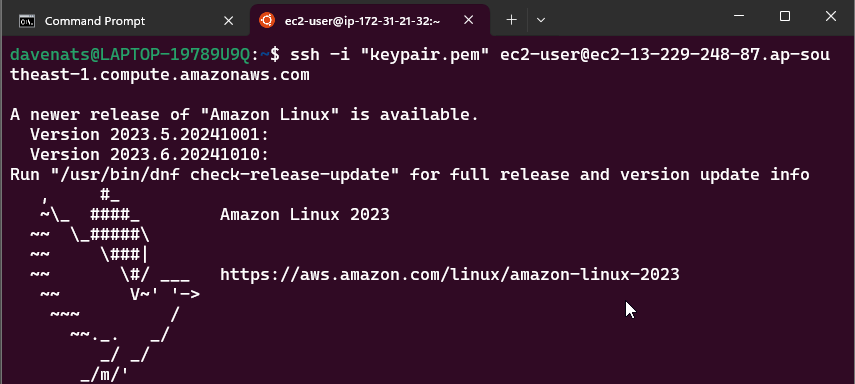 Command Prompt
ec2-user@ip-172-31-21-32:~
davenats@LAPTOP-19789U9Q:~$ ssh -i "keypair.pem" ec2-user@ec2-13-229-248-87.ap-sou
theast-1.compute.amazonaws.com
A newer release of "Amazon Linux" is available.
  Version 2023.5.20241001:
  Version 2023.6.20241010:
Run "/usr/bin/dnf check-release-update" for full release and version update info
   ,     #_
   ~\_  ####_        Amazon Linux 2023
  ~~  \_#####\
  ~~     \###|
  ~~       \#/ ___   https://aws.amazon.com/linux/amazon-linux-2023
   ~~       V~' '->
    ~~~         /
      ~~._.   _/
         _/ _/
       _/m/'